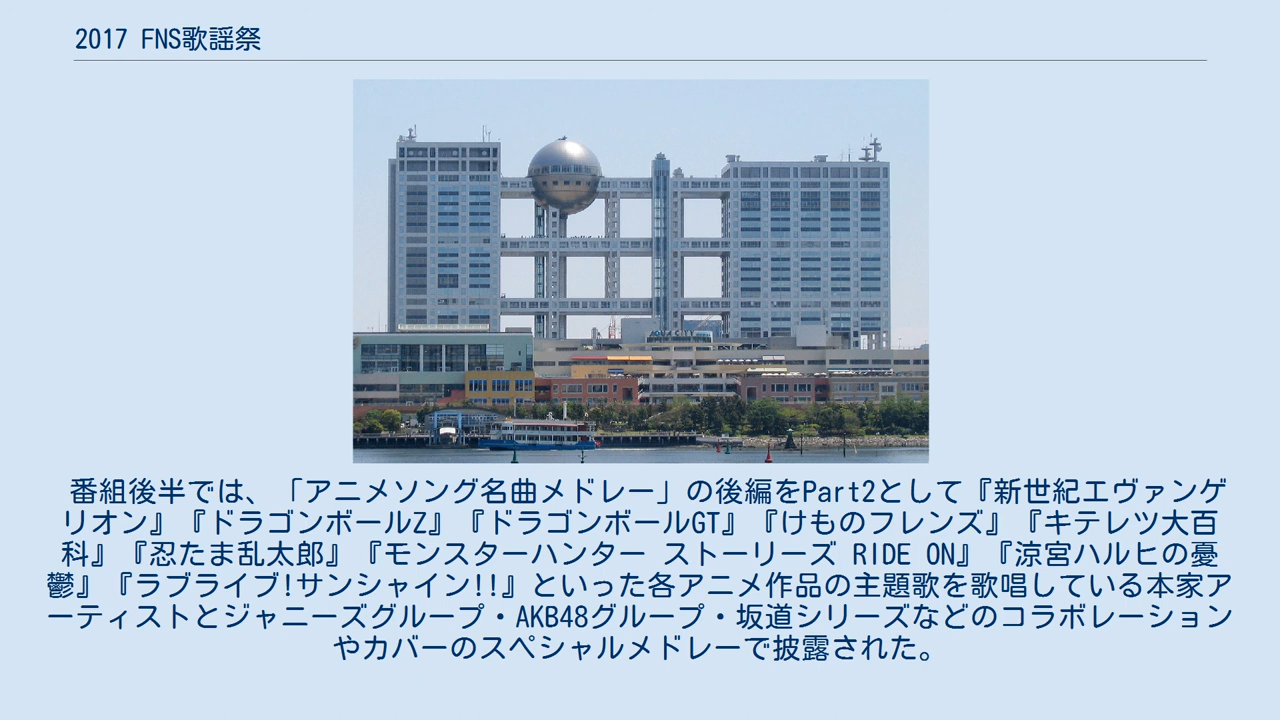 2017 FNS歌謡祭
AQUA CITY
番組後半では、「アニメソング名曲メドレー」の後編をPart2として『新世紀エヴァンゲ
リオン』『ドラゴンボールZ』『ドラゴンボールGT』『けものフレンズ』『キテレツ大百
科』『忍たま乱太郎』『モンスターハンター ストーリーズ RIDE ON』『涼宮ハルヒの憂
鬱』『ラブライブ!サンシャイン!!』といった各アニメ作品の主題歌を歌唱している本家ア
ーティストとジャニーズグループ・AKB48グループ・坂道シリーズなどのコラボレーション
やカバーのスペシャルメドレーで披露された。